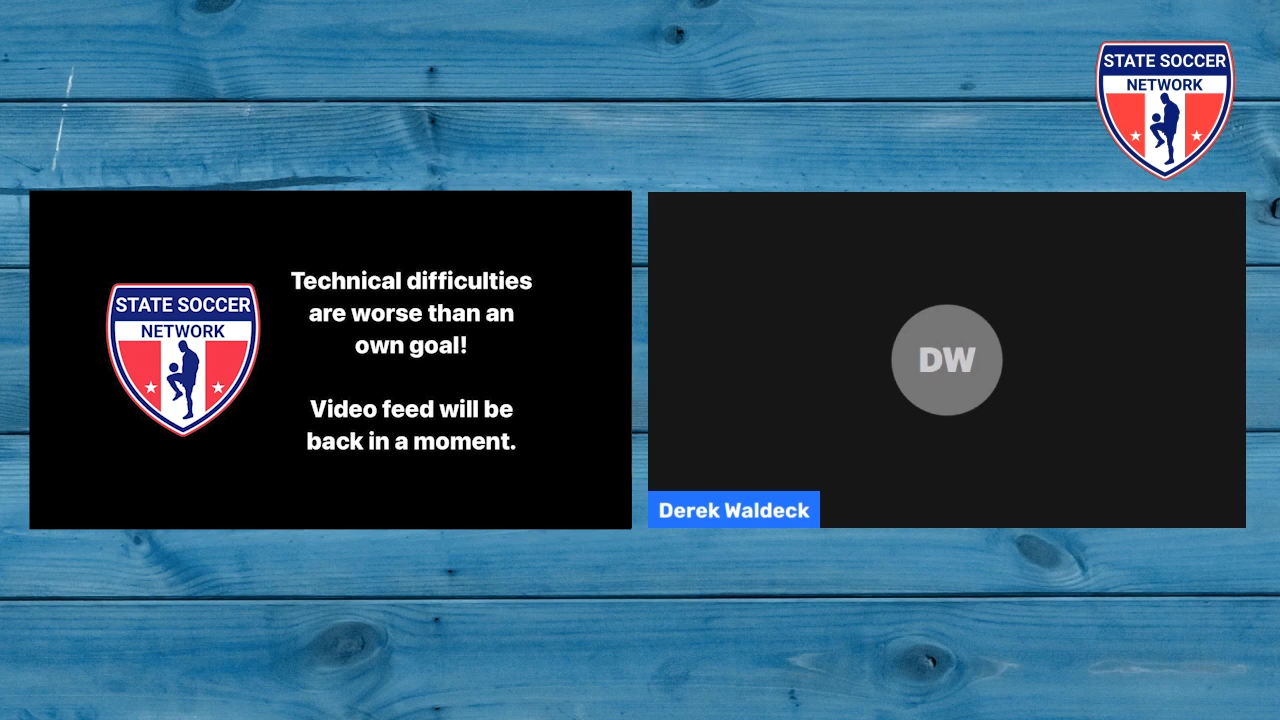 STATE SOCCER
NETWORK
STATE SOCCER
NETWORK
Technical difficulties
are worse than an
own goal!
Video feed will be
back in a moment.
DW
Derek Waldeck